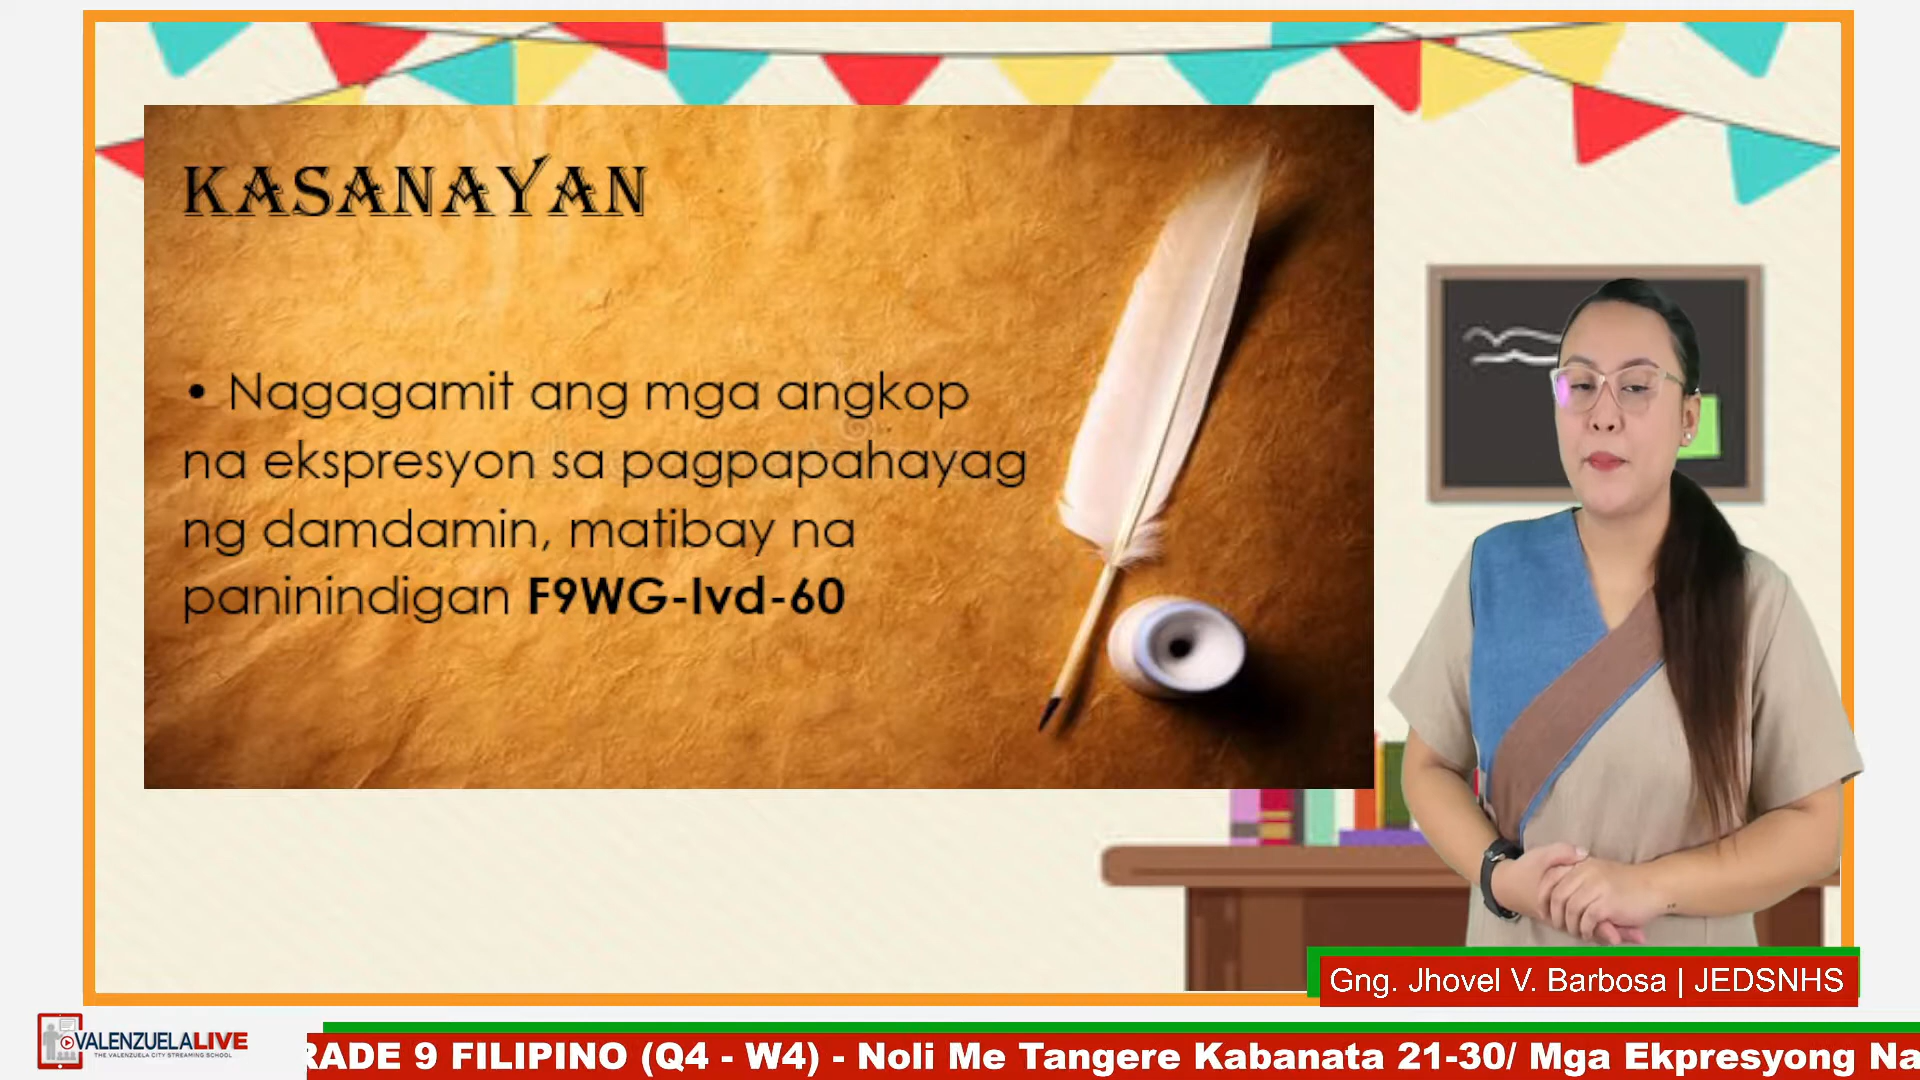 KASANAYAN
• Nagagamit ang mga angkop
na ekspresyon sa pagpapahayag
ng damdamin, matibay na
paninindigan F9WG-Ivd-60
Gng. Jhovel V. Barbosa | JEDSNHS
VALENZUELALIVE
THE VALENZUELA CITY STREAMING SCHOOL
RADE 9 FILIPINO (Q4 - W4) - Noli Me Tangere Kabanata 21-30/ Mga Ekpresyong Na